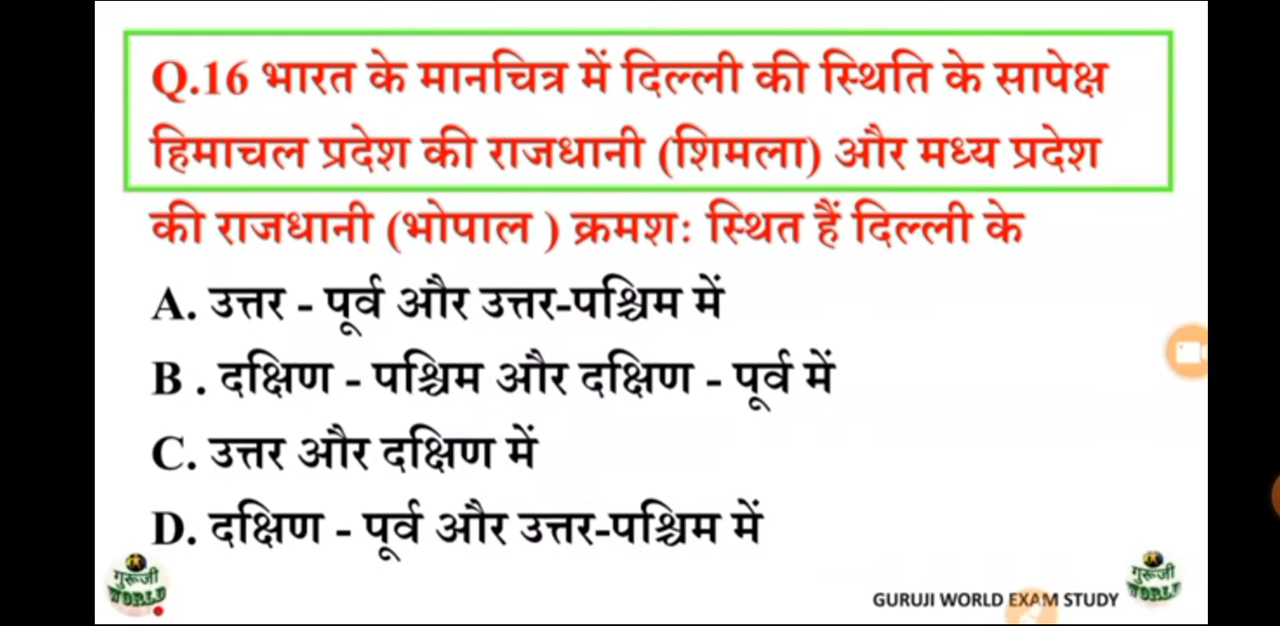 Q.16 भारत के मानचित्र में दिल्ली की स्थिति के सापेक्ष
हिमाचल प्रदेश की राजधानी (शिमला) और मध्य प्रदेश
की राजधानी (भोपाल ) क्रमश: स्थित हैं दिल्ली के
A. उत्तर - पूर्व और उत्तर-पश्चिम में
B . दक्षिण - पश्चिम और दक्षिण - पूर्व में
C. उत्तर और दक्षिण में
D. दक्षिण - पूर्व और उत्तर-पश्चिम में
गुरूजी
WORLD
GURUJI WORLD EXAM STUDY
गुरूजी
WORLD